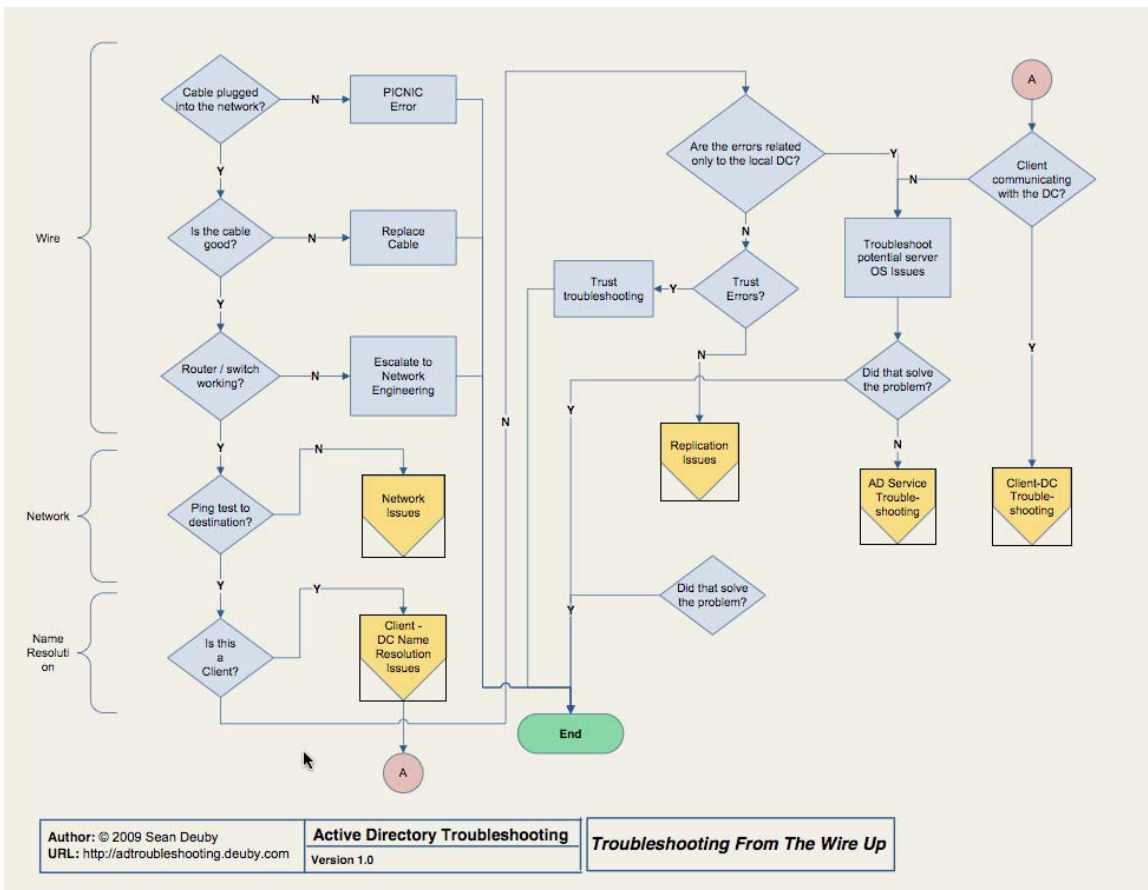 Wire
Cable plugged
into the network?
N
PICNIC
Error
Y
Is the cable
good?
N
Replace
Cable
Y
Router / switch
working?
N
Escalate to
Network
Engineering
Y
Network
Ping test to
destination?
N
Network
Issues
Y
Name
Resoluti
on
Is this
a
Client?
Y
Client -
DC Name
Resolution
Issues
A
N
Are the errors related
only to the local DC?
Y
N
Trust
Errors?
Y
Trust
troubleshooting
N
Replication
Issues
A
Client
communicating
with the DC?
N
Troubleshoot
potential server
OS Issues
Y
Did that solve
the problem?
Y
N
AD Service
Trouble-
shooting
Client-DC
Trouble-
shooting
Did that solve
the problem?
Y
End
Author: © 2009 Sean Deuby
URL: http://adtroubleshooting.deuby.com
Active Directory Troubleshooting
Version 1.0
Troubleshooting From The Wire Up